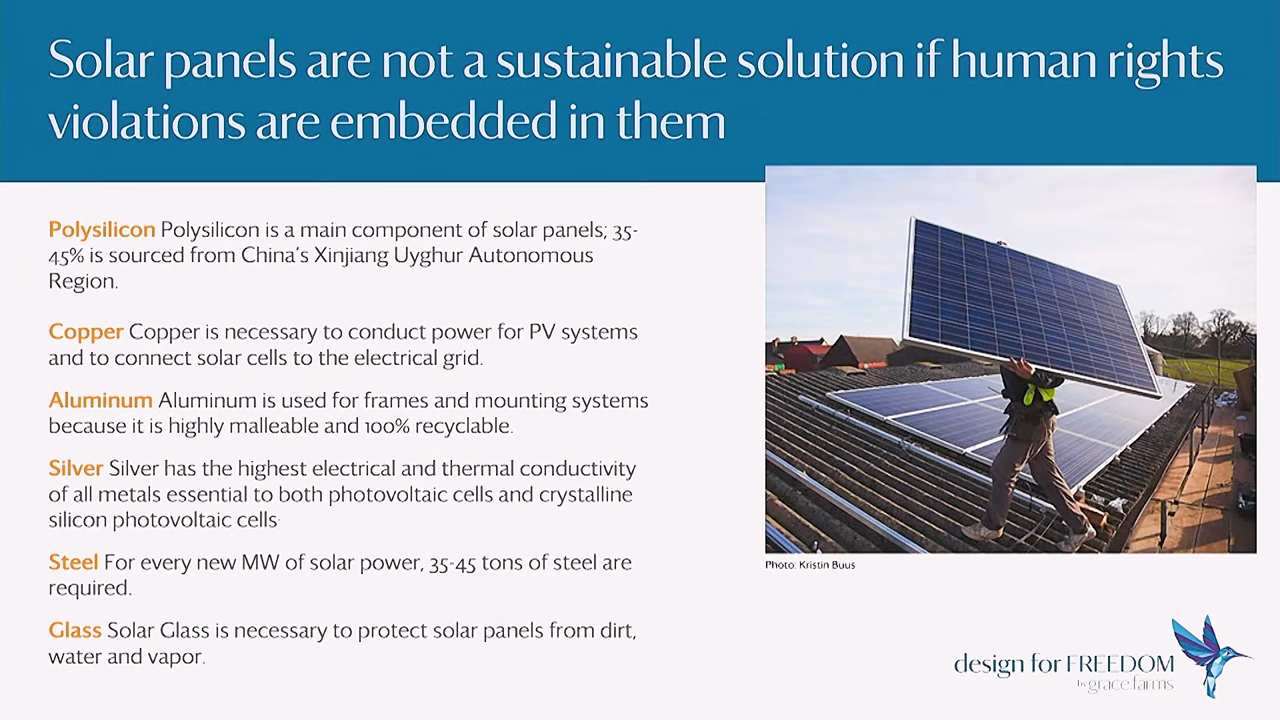 Solar panels are not a sustainable solution if human rights
violations are embedded in them
Polysilicon Polysilicon is a main component of solar panels; 35-
45% is sourced from China's Xinjiang Uyghur Autonomous
Region.
Copper Copper is necessary to conduct power for PV systems
and to connect solar cells to the electrical grid.
Aluminum Aluminum is used for frames and mounting systems
because it is highly malleable and 100% recyclable.
Silver Silver has the highest electrical and thermal conductivity
of all metals essential to both photovoltaic cells and crystalline
silicon photovoltaic cells
Steel For every new MW of solar power, 35-45 tons of steel are
required.
Glass Solar Glass is necessary to protect solar panels from dirt,
water and vapor.
Photo: Kristin Buus
design for FREEDOM
by grace farms